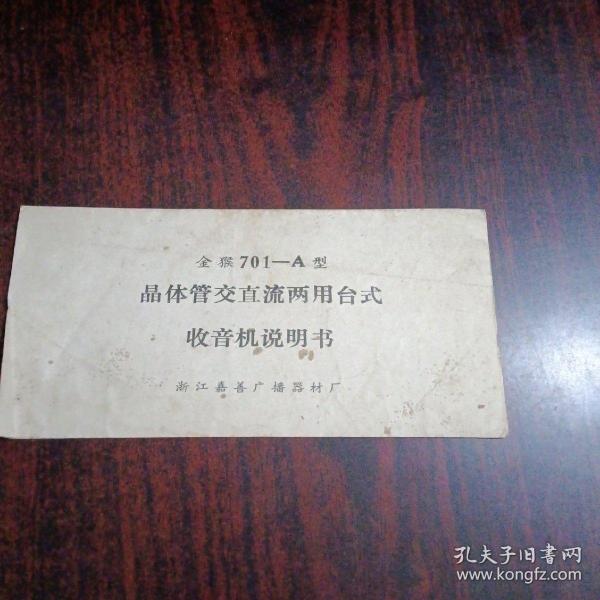 金猴701—A型
晶体管交直流两用台式
收音机说明书
浙江嘉善广播器材厂
孔夫子旧書网
www.kongfz.com